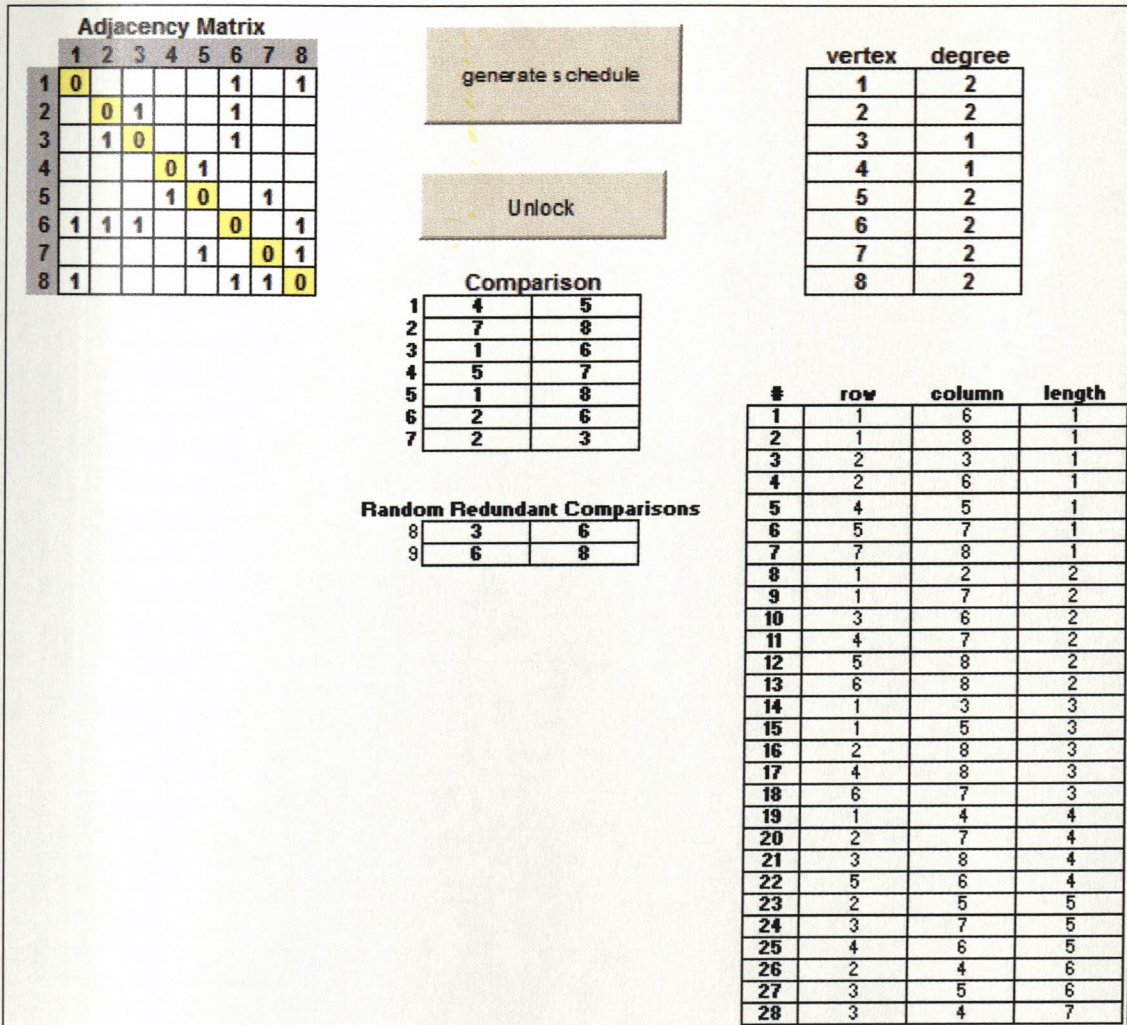 Adjacency Matrix
1 2 3 4 5 6 7 8
1 0 1 1
2 0 1 1
3 1 0 1
4 0 1
5 1 0 1
6 1 1 1 0 1
7 1 0 1
8 1 1 1 0
generate schedule
Unlock
Comparison
1 4 5
2 7 8
3 1 6
4 5 7
5 1 8
6 2 6
7 2 3
Random Redundant Comparisons
8 3 6
9 6 8
vertex degree
1 2
2 2
3 1
4 1
5 2
6 2
7 2
8 2
# row column length
1 1 6 1
2 1 8 1
3 2 3 1
4 2 6 1
5 4 5 1
6 5 7 1
7 7 8 1
8 1 2 2
9 1 7 2
10 3 6 2
11 4 7 2
12 5 8 2
13 6 8 2
14 1 3 3
15 1 5 3
16 2 8 3
17 4 8 3
18 6 7 3
19 1 4 4
20 2 7 4
21 3 8 4
22 5 6 4
23 2 5 5
24 3 7 5
25 4 6 5
26 2 4 6
27 3 5 6
28 3 4 7